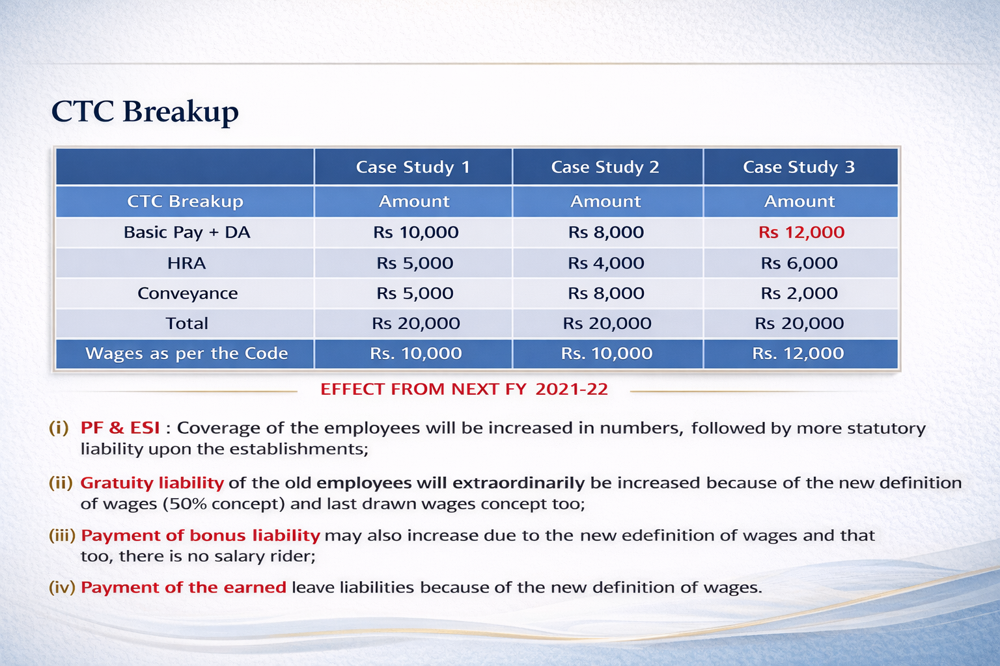 CTC Breakup
Case Study 1 Case Study 2 Case Study 3
CTC Breakup Amount Amount Amount
Basic Pay + DA Rs 10,000 Rs 8,000 Rs 12,000
HRA Rs 5,000 Rs 4,000 Rs 6,000
Conveyance Rs 5,000 Rs 8,000 Rs 2,000
Total Rs 20,000 Rs 20,000 Rs 20,000
Wages as per the Code Rs. 10,000 Rs. 10,000 Rs. 12,000
EFFECT FROM NEXT FY 2021-22
(i) PF & ESI : Coverage of the employees will be increased in numbers, followed by more statutory
liability upon the establishments;
(ii) Gratuity liability of the old employees will extraordinarily be increased because of the new definition
of wages (50% concept) and last drawn wages concept too;
(iii) Payment of bonus liability may also increase due to the new edefinition of wages and that
too, there is no salary rider;
(iv) Payment of the earned leave liabilities because of the new definition of wages.